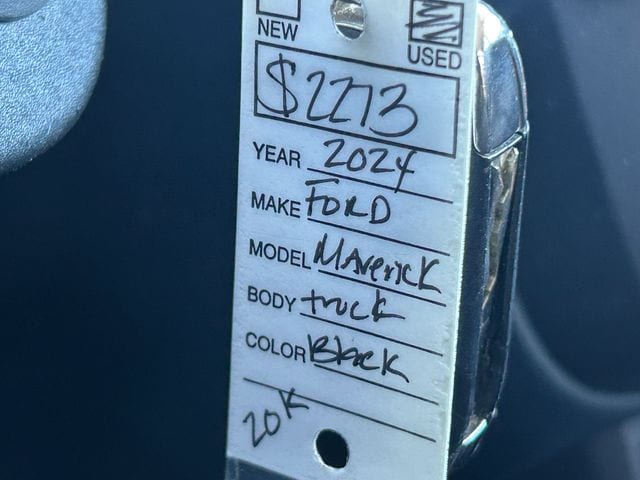 NEW USED
$2273
YEAR 2024
MAKE FORD
MODEL MAverick
BODY truck
COLOR Black
20K